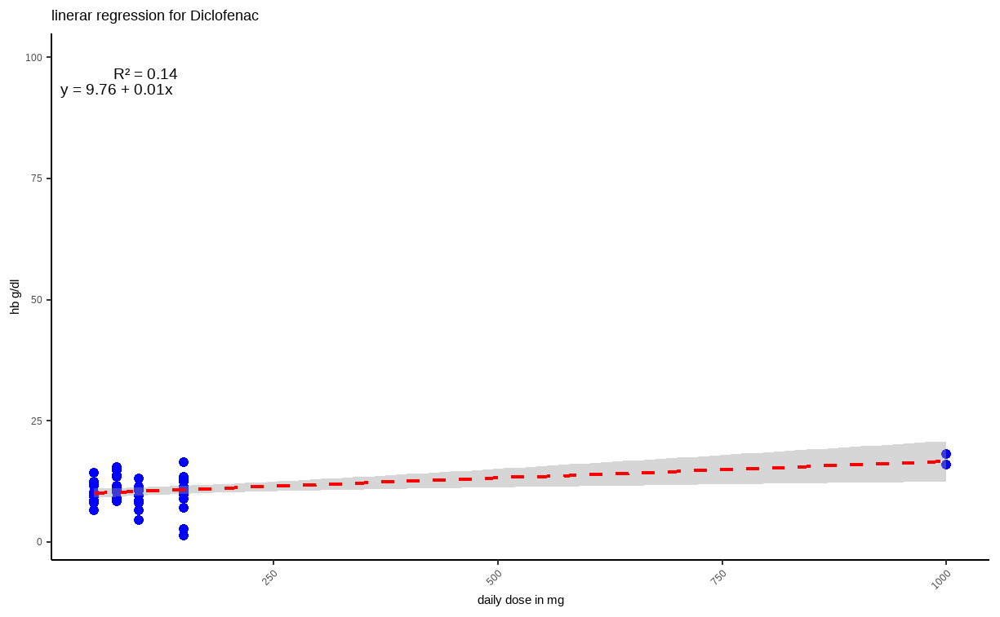 linerar regression for Diclofenac
100
R² = 0.14
y = 9.76 + 0.01x
75
50
25
0
hb g/dl
250
500
750
1000
daily dose in mg